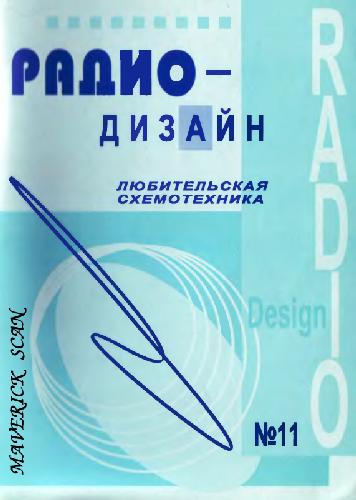 РАДИО–
ДИЗАЙН
ЛЮБИТЕЛЬСКАЯ
СХЕМОТЕХНИКА
RADIO
Design
№11
MAVERICK SCAN